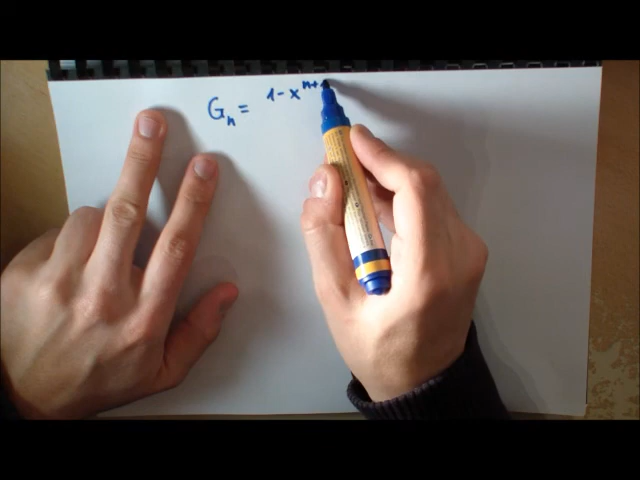 Gₙ = 1 - xⁿ⁺